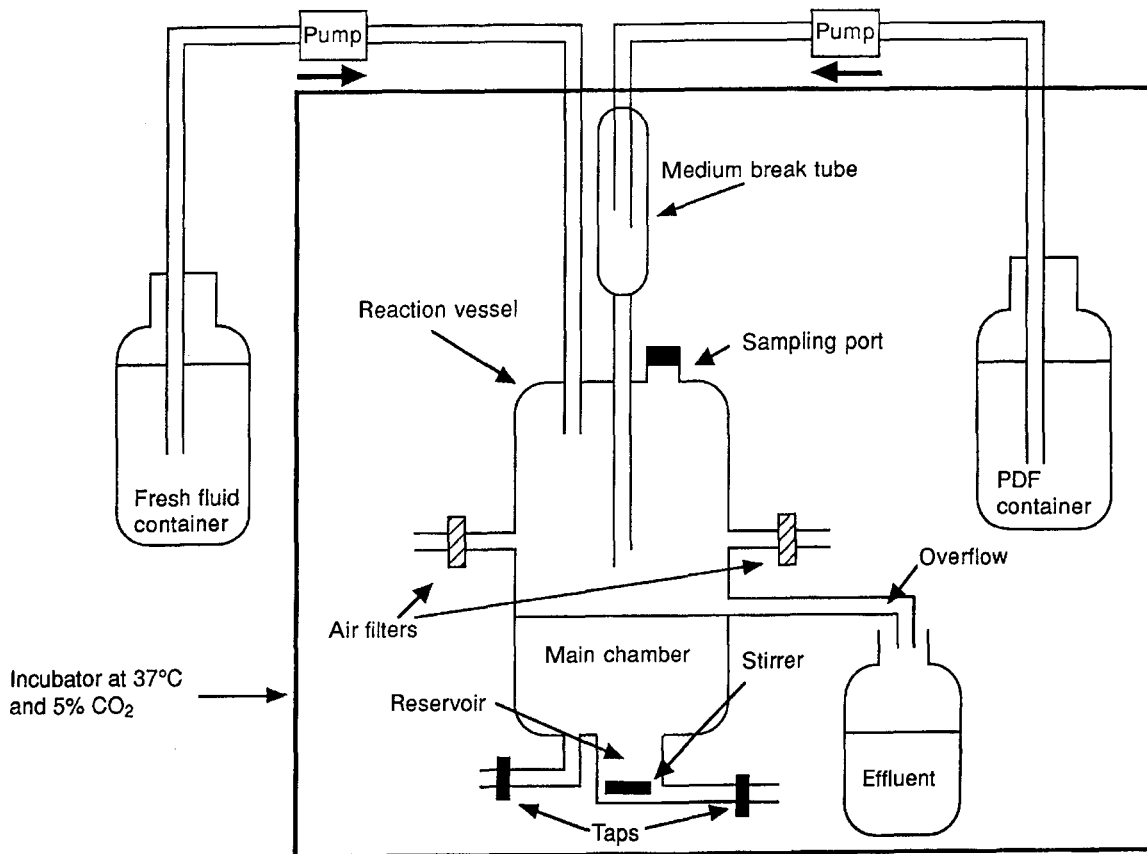 Pump
Pump
Medium break tube
Reaction vessel
Sampling port
Fresh fluid
container
PDF
container
Overflow
Air filters
Main chamber
Stirrer
Incubator at 37°C
and 5% CO₂
Reservoir
Effluent
Taps